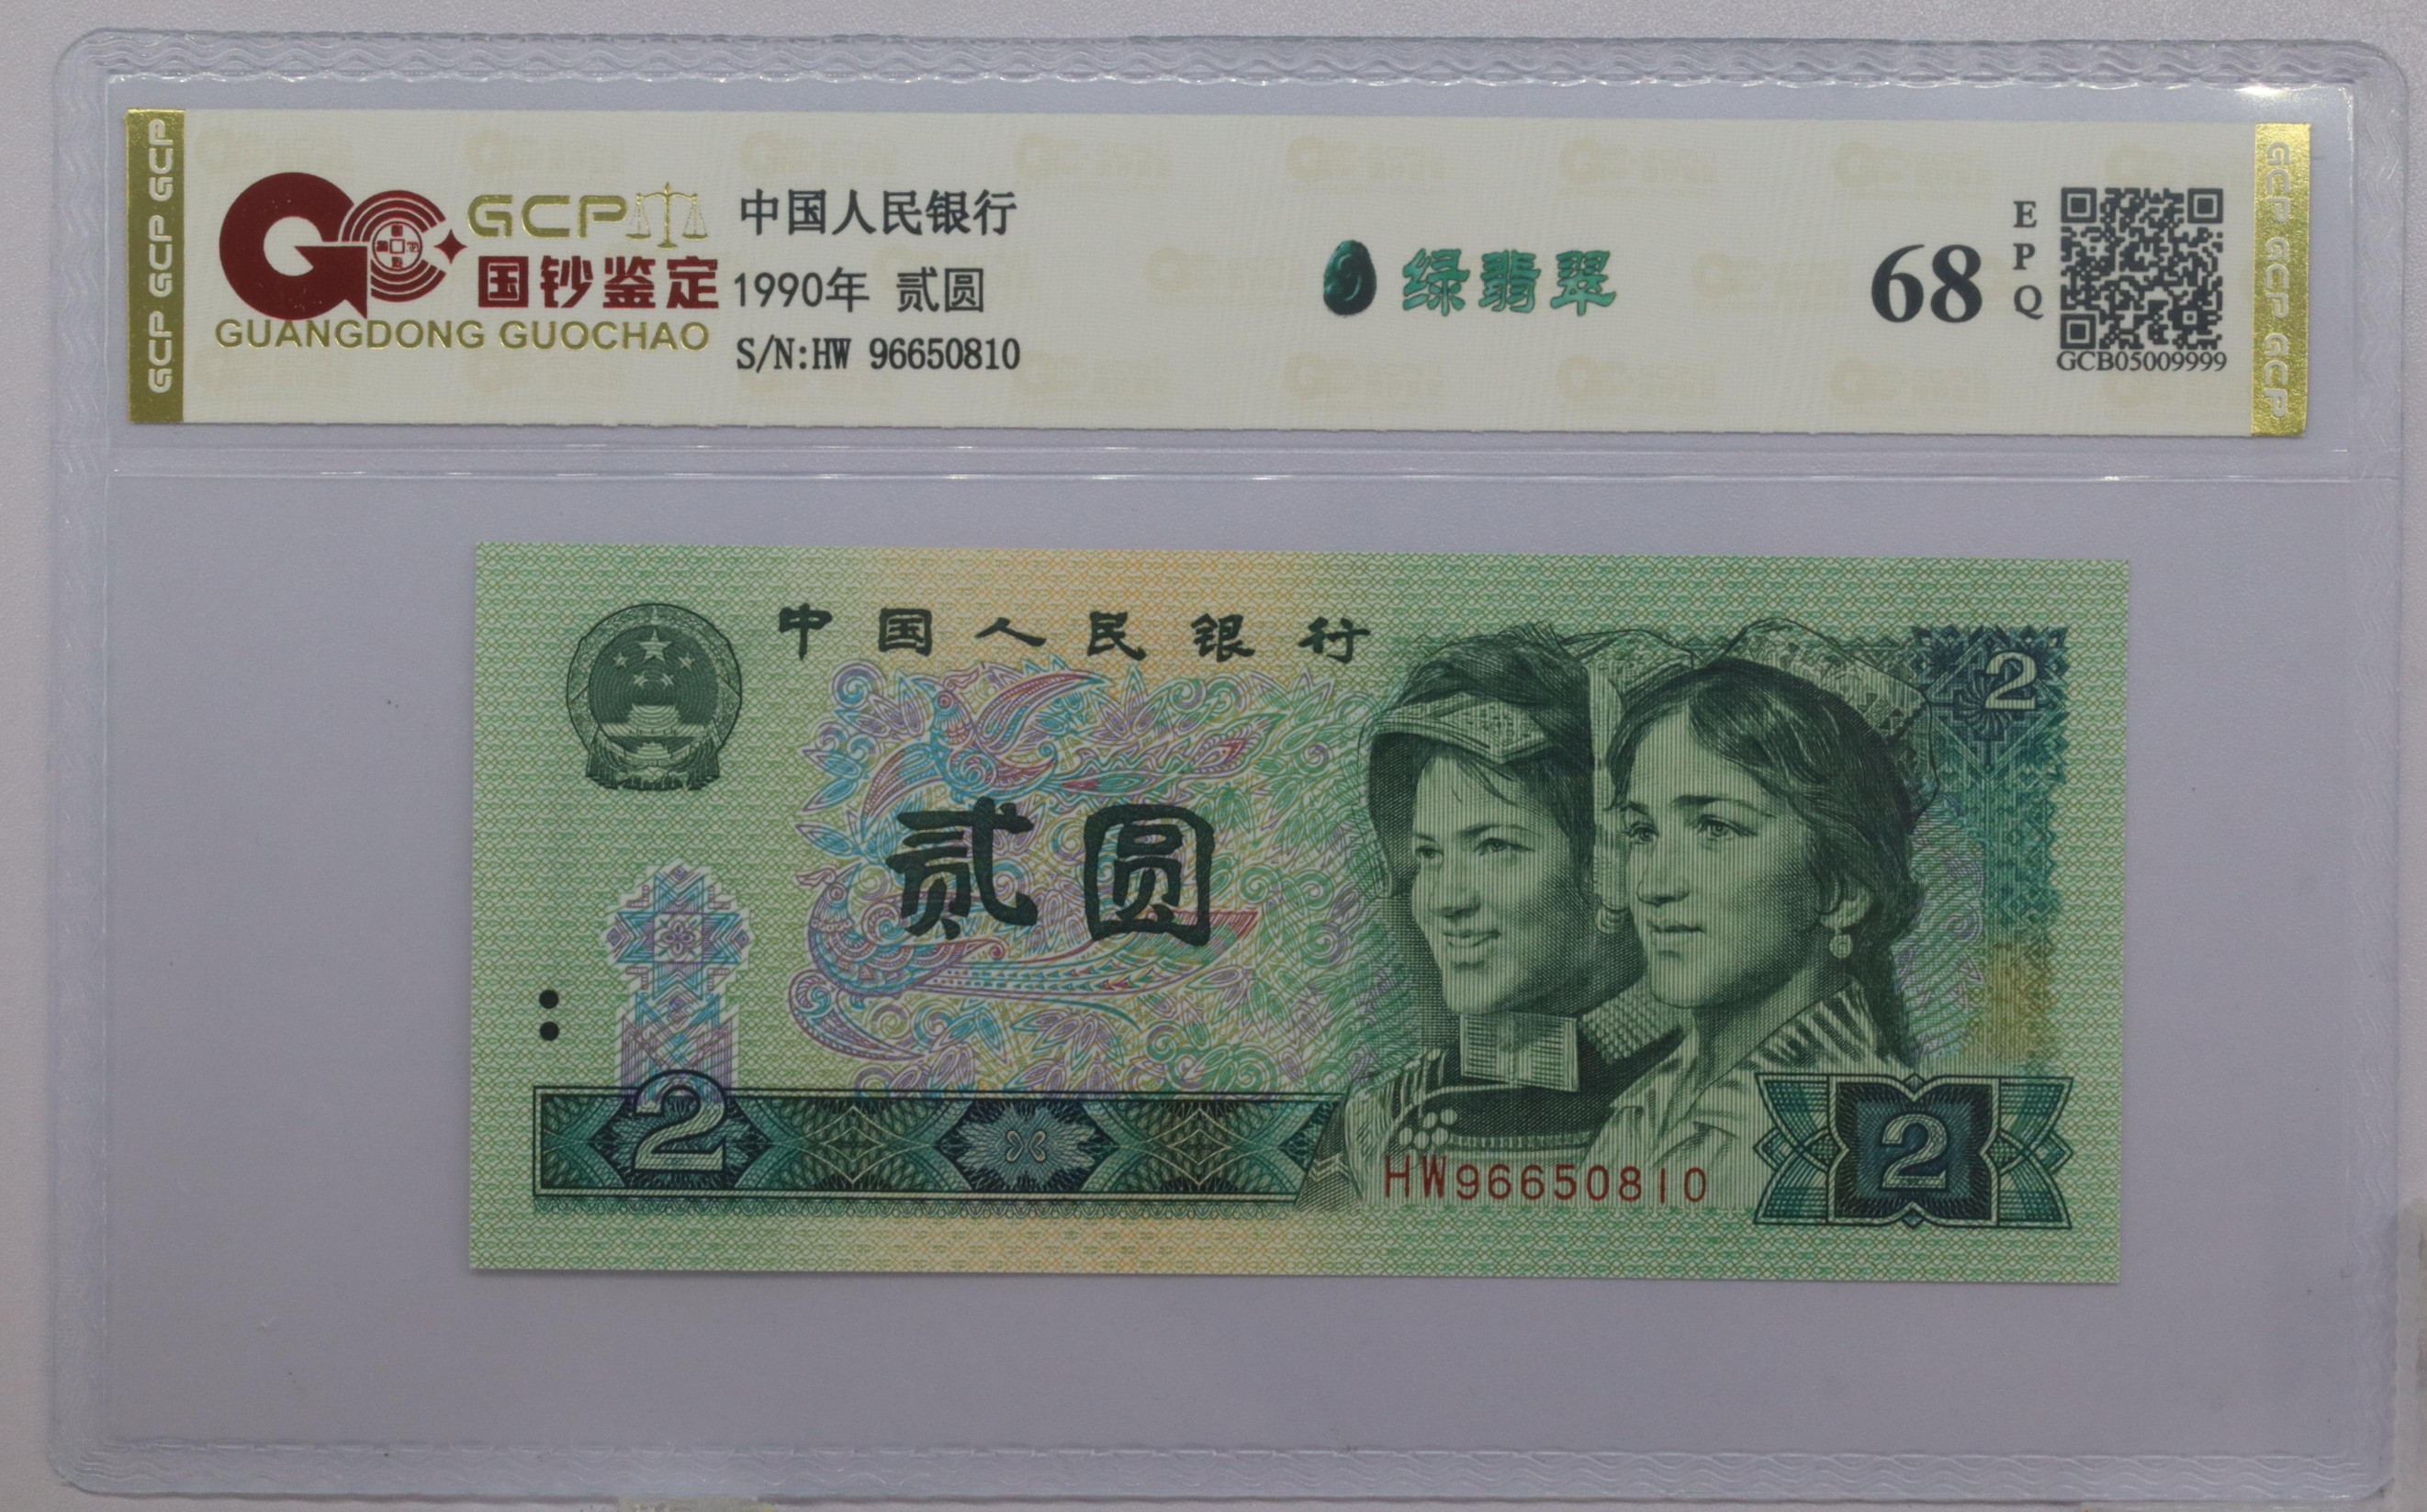 GCP GCP GCP
GCP
国钞鉴定
GUANGDONG GUOCHAO
中国人民银行
1990年 贰圆
S/N:HW 96650810
绿翡翠
68
EPQ
GCB05009999
GCP GCP GCP
中国人民银行
2
贰圆
2
HW96650810
2